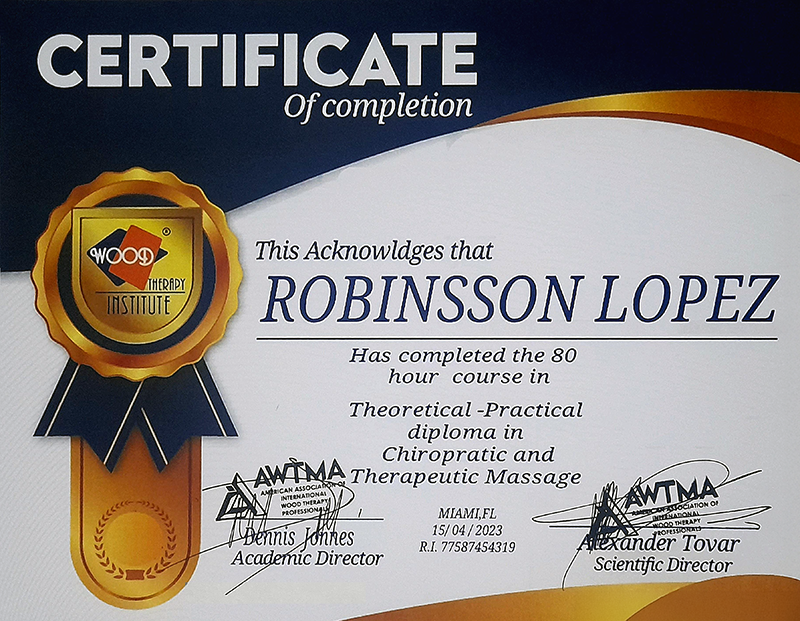 CERTIFICATE
Of completion
WOOD®
THERAPY
INSTITUTE
This Acknowldges that
ROBINSSON LOPEZ
Has completed the 80
hour course in
Theoretical -Practical
diploma in
Chiropratic and
Therapeutic Massage
AWTMA
AMERICAN ASSOCIATION OF
INTERNATIONAL
WOOD THERAPY
PROFESSIONALS
Dennis Johnes
Academic Director
MIAMI,FL
15/04/2023
R.I. 77587454319
AWTMA
AMERICAN ASSOCIATION OF
INTERNATIONAL
WOOD THERAPY
PROFESSIONALS
Alexander Tovar
Scientific Director